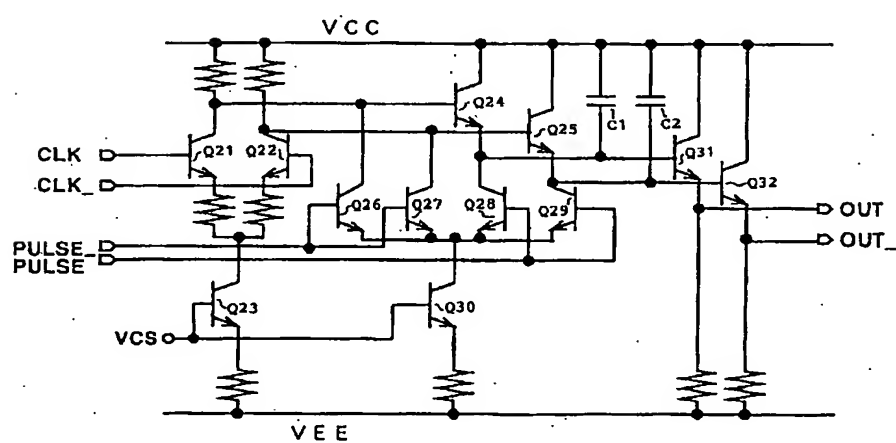 VCC
Q24
Q25
C1
C2
CLK
Q21
Q22
Q31
CLK_
Q32
Q26
Q27
Q28
Q29
OUT
PULSE_
OUT_
PULSE
Q23
Q30
VCS
VEE